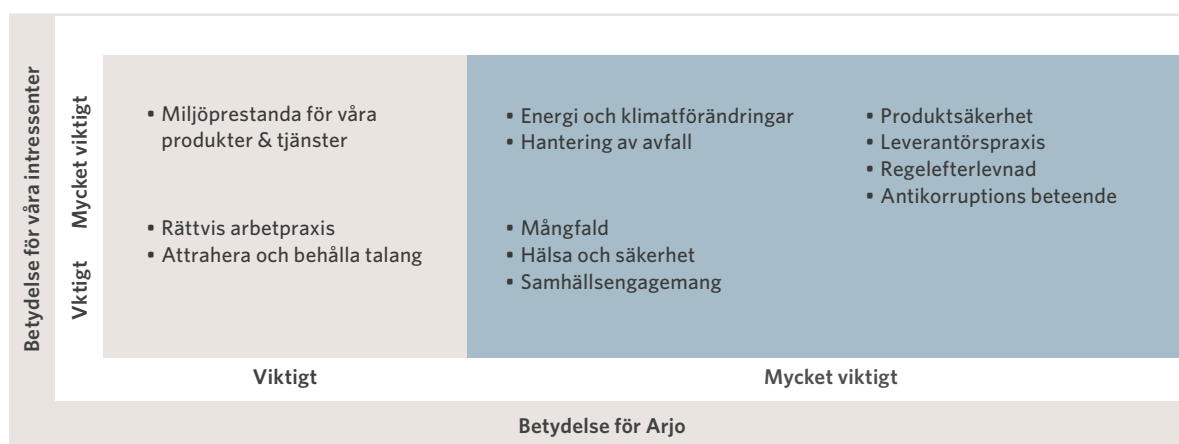 Betydelse för våra intressenter
Mycket viktigt
Vktigt
• Miljöprestanda för våra
produkter & tjänster
• Rättvis arbetpraxis
• Attrahera och behålla talang
• Energi och klimatförändringar
• Hantering av avfall
• Mångfald
• Hälsa och säkerhet
• Samhällsengagemang
• Produktsäkerhet
• Leverantörspraxis
• Regelefterlevnad
• Antikorruptions beteende
Viktigt
Mycket viktigt
Betydelse för Arjo